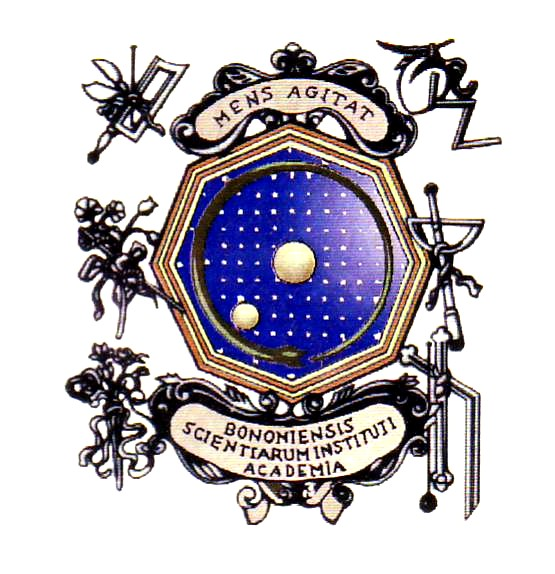 MENS AGITAT
BONONIENSIS
SCIENTIARUM INSTITUTI
ACADEMIA